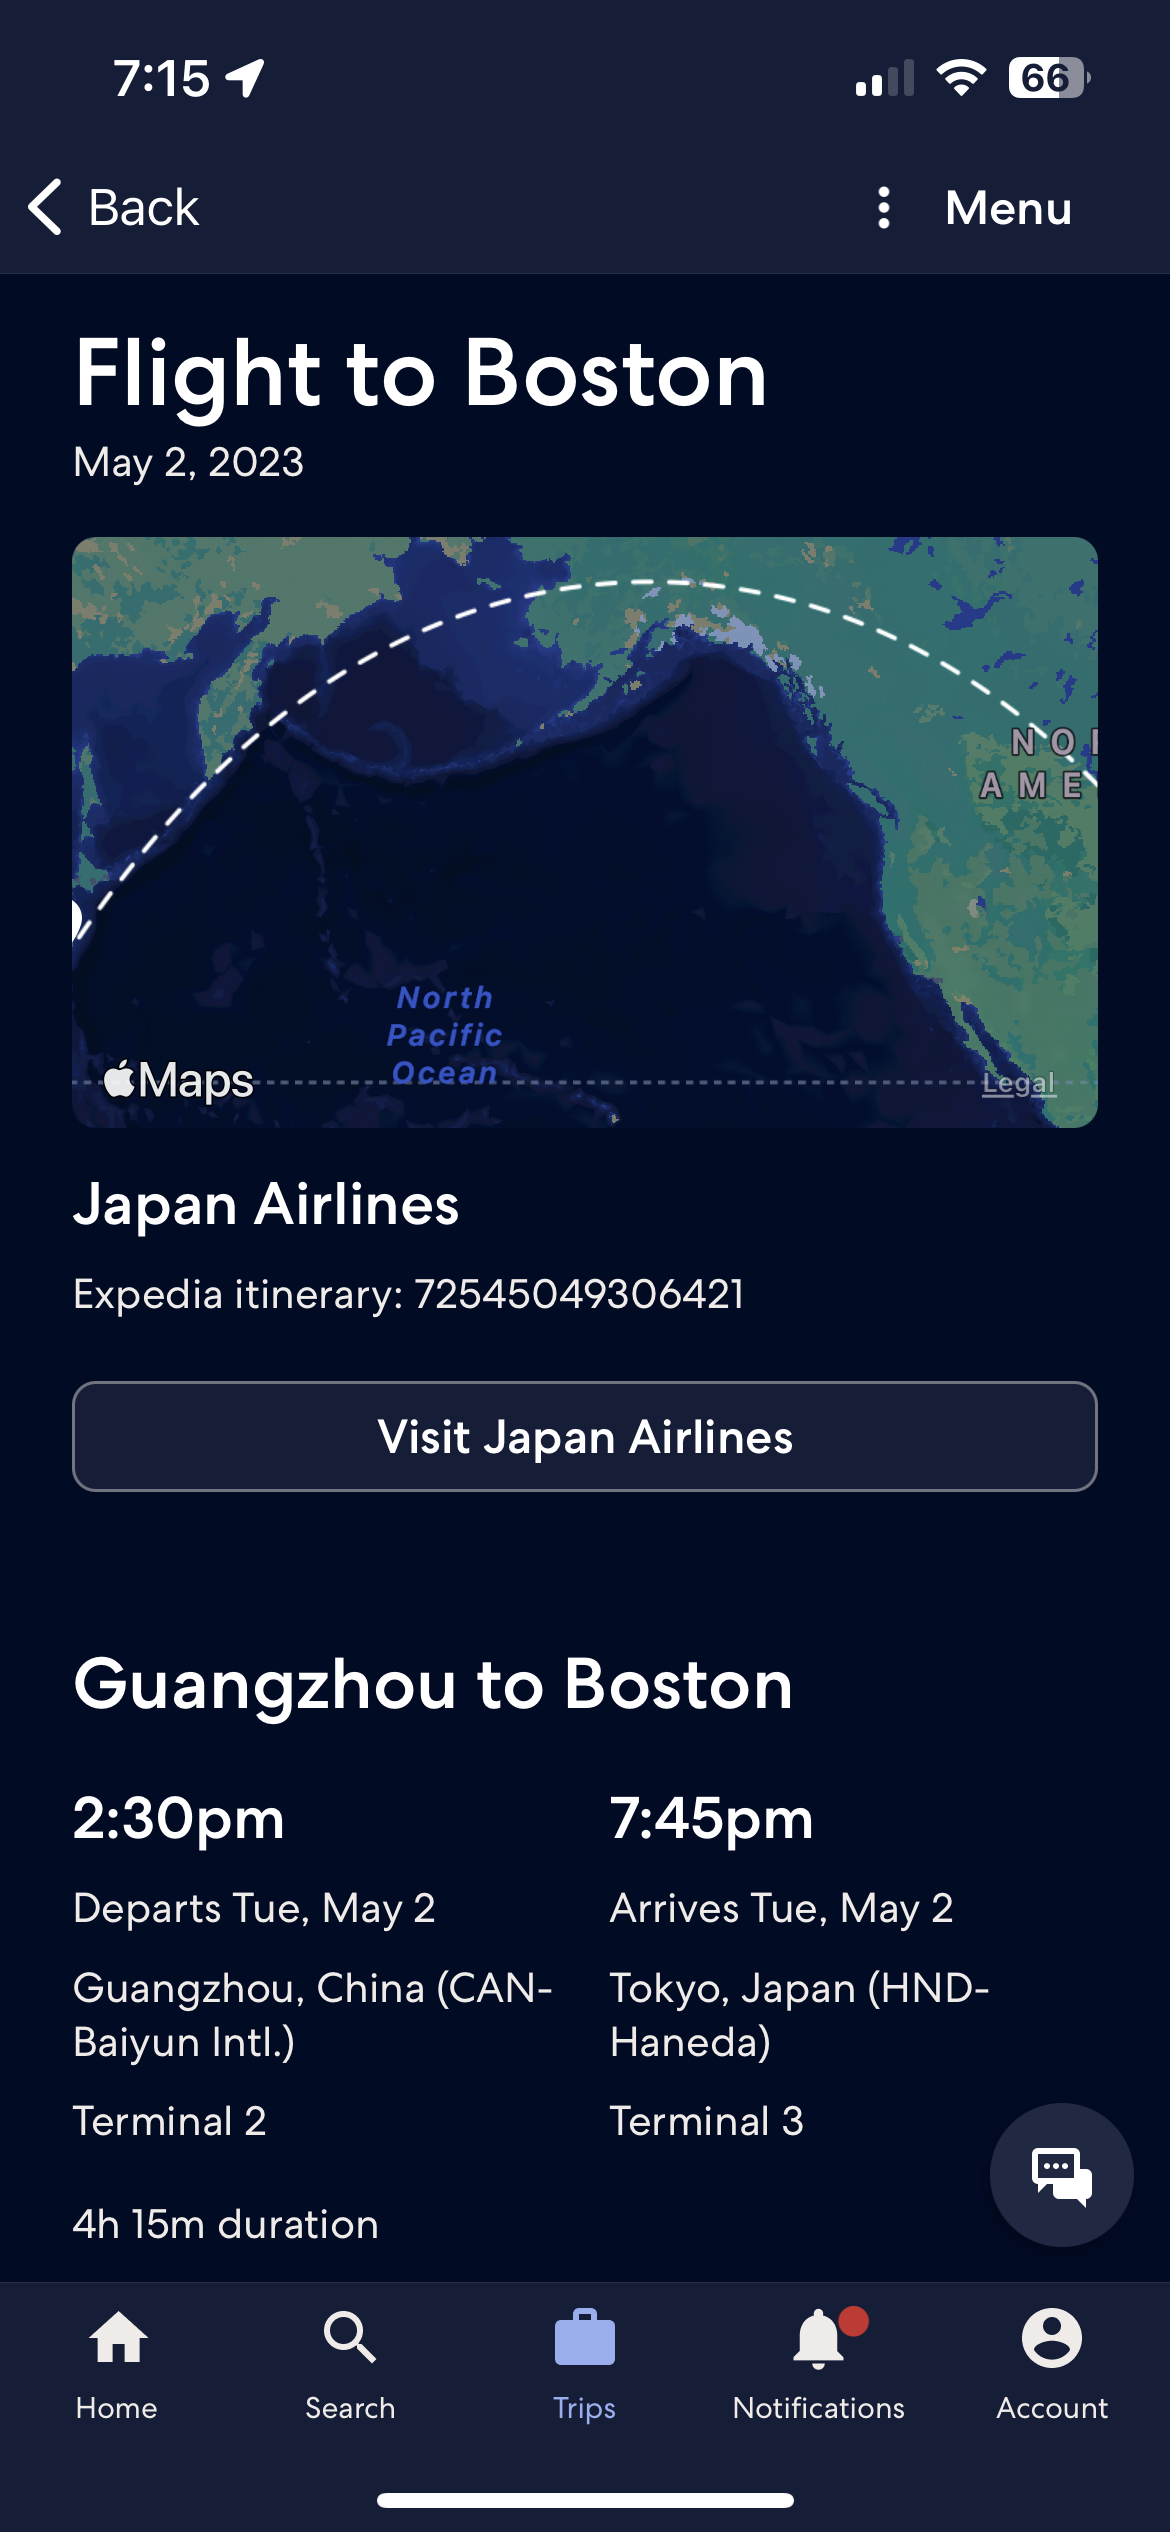 7:15
66
Back
Menu
Flight to Boston
May 2, 2023
NO
AME
North
Pacific
Ocean
Maps
Legal
Japan Airlines
Expedia itinerary: 72545049306421
Visit Japan Airlines
Guangzhou to Boston
2:30pm
7:45pm
Departs Tue, May 2
Arrives Tue, May 2
Guangzhou, China (CAN-
Baiyun Intl.)
Tokyo, Japan (HND-
Haneda)
Terminal 2
Terminal 3
4h 15m duration
Home
Search
Trips
Notifications
Account